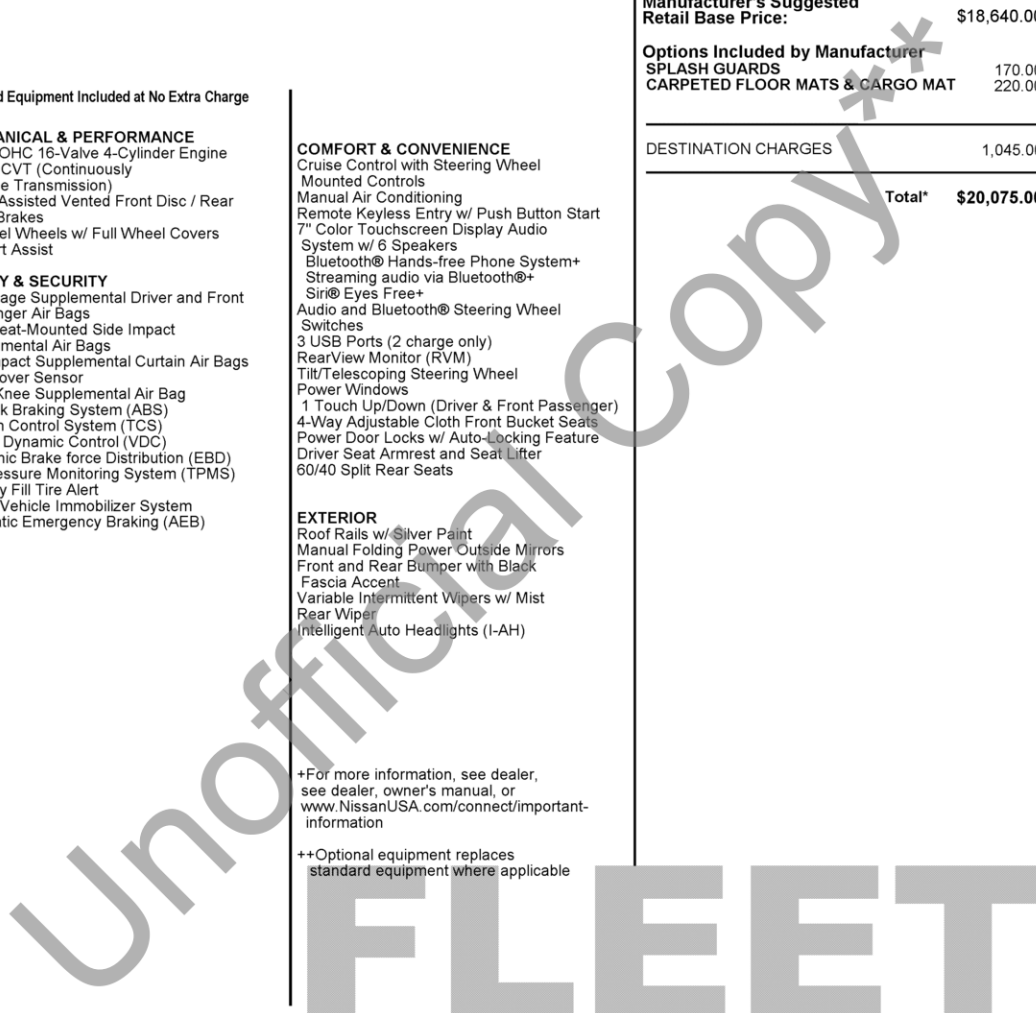 d Equipment Included at No Extra Charge
ANICAL & PERFORMANCE
OHC 16-Valve 4-Cylinder Engine
CVT (Continuously
e Transmission)
Assisted Vented Front Disc / Rear
Brakes
el Wheels w/ Full Wheel Covers
rt Assist
Y & SECURITY
age Supplemental Driver and Front
nger Air Bags
eat-Mounted Side Impact
mental Air Bags
pact Supplemental Curtain Air Bags
over Sensor
Knee Supplemental Air Bag
k Braking System (ABS)
n Control System (TCS)
Dynamic Control (VDC)
nic Brake force Distribution (EBD)
essure Monitoring System (TPMS)
y Fill Tire Alert
Vehicle Immobilizer System
tic Emergency Braking (AEB)
COMFORT & CONVENIENCE
Cruise Control with Steering Wheel
Mounted Controls
Manual Air Conditioning
Remote Keyless Entry w/ Push Button Start
7" Color Touchscreen Display Audio
System w/ 6 Speakers
Bluetooth® Hands-free Phone System+
Streaming audio via Bluetooth®+
Siri® Eyes Free+
Audio and Bluetooth® Steering Wheel
Switches
3 USB Ports (2 charge only)
RearView Monitor (RVM)
Tilt/Telescoping Steering Wheel
Power Windows
1 Touch Up/Down (Driver & Front Passenger)
4-Way Adjustable Cloth Front Bucket Seats
Power Door Locks w/ Auto-Locking Feature
Driver Seat Armrest and Seat Lifter
60/40 Split Rear Seats
EXTERIOR
Roof Rails w/ Silver Paint
Manual Folding Power Outside Mirrors
Front and Rear Bumper with Black
Fascia Accent
Variable Intermittent Wipers w/ Mist
Rear Wiper
Intelligent Auto Headlights (I-AH)
+For more information, see dealer,
see dealer, owner's manual, or
www.NissanUSA.com/connect/important-
information
++Optional equipment replaces
standard equipment where applicable
Manufacturer's Suggested
Retail Base Price: $18,640.00
Options Included by Manufacturer
SPLASH GUARDS 170.00
CARPETED FLOOR MATS & CARGO MAT 220.00
DESTINATION CHARGES 1,045.00
Total* $20,075.00
Unofficial Copy**
FLEET